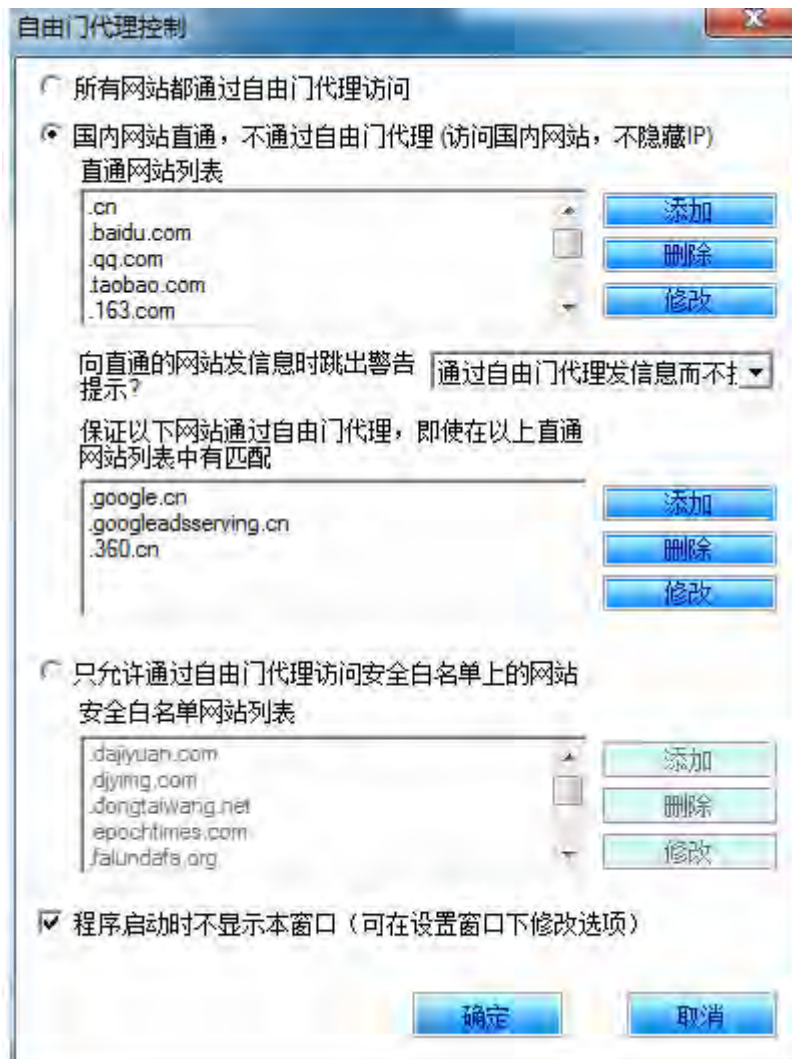 自由门代理控制
所有网站都通过自由门代理访问
国内网站直通，不通过自由门代理 (访问国内网站，不隐藏IP)
直通网站列表
.cn
.baidu.com
.qq.com
.taobao.com
.163.com
添加
删除
修改
向直通的网站发信息时跳出警告
提示?
通过自由门代理发信息而不
保证以下网站通过自由门代理，即使在以上直通
网站列表中有匹配
.google.cn
.googleadsserving.cn
.360.cn
添加
删除
修改
只允许通过自由门代理访问安全白名单上的网站
安全白名单网站列表
.dajiyuan.com
.djyimg.com
.dongtaiwang.net
epochtimes.com
.falundafa.org
添加
删除
修改
程序启动时不显示本窗口（可在设置窗口下修改选项）
确定
取消